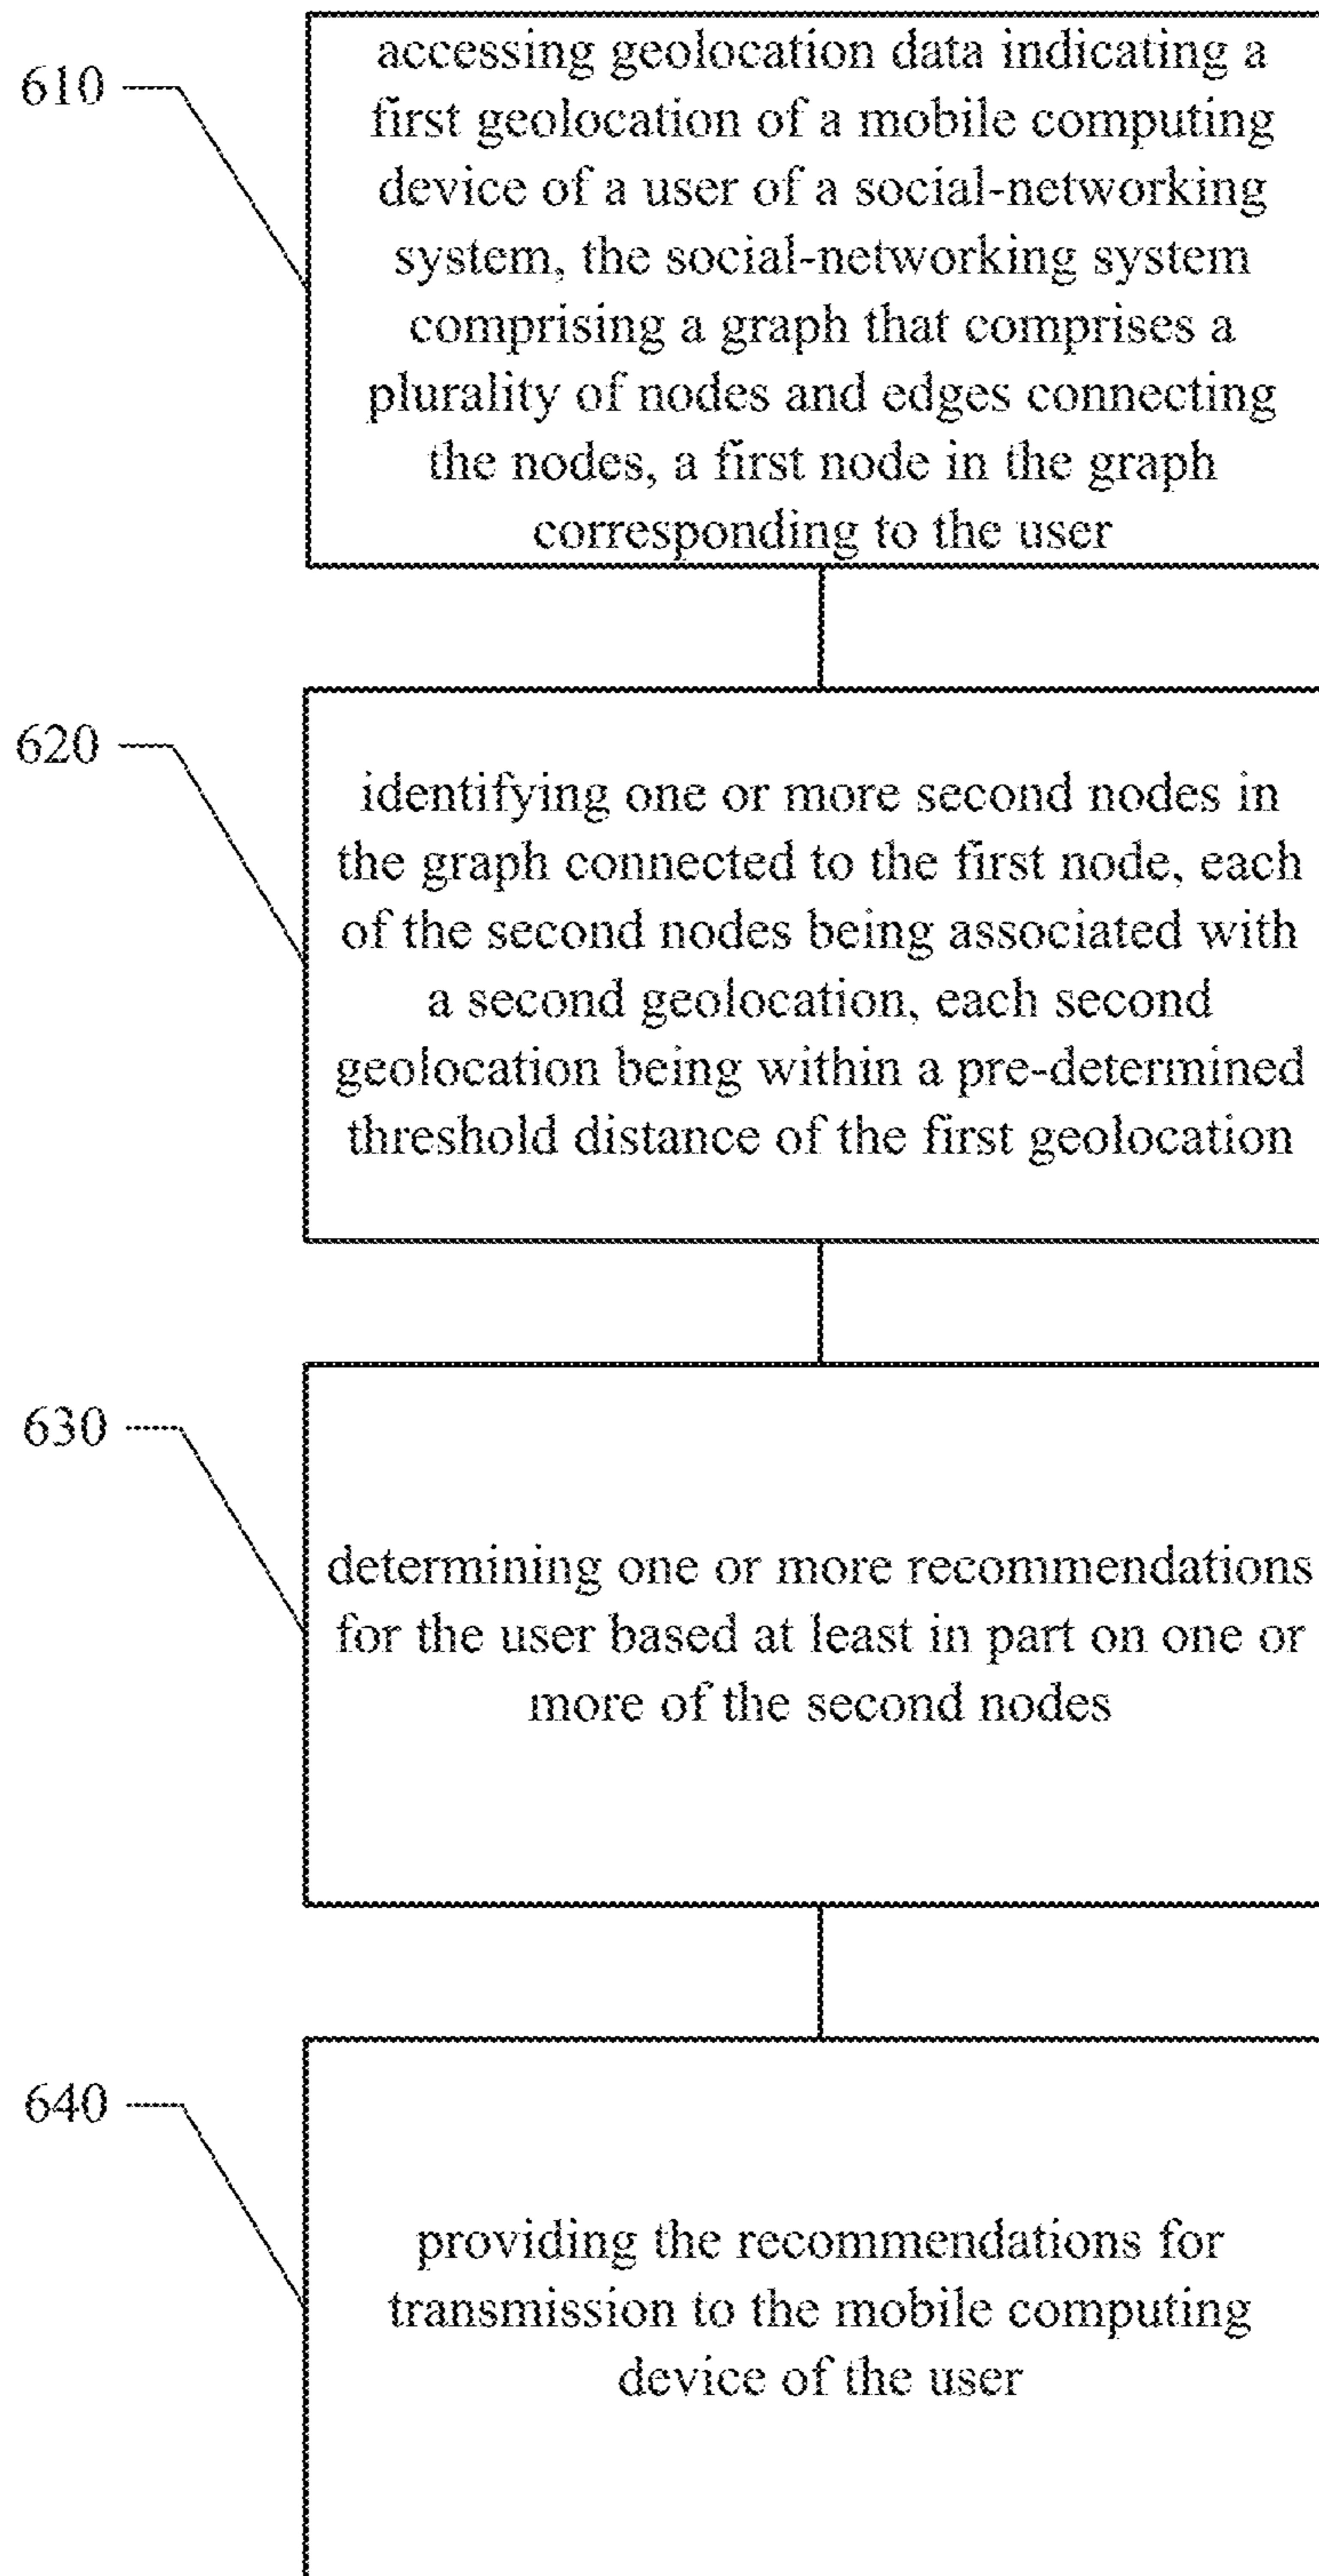 610
accessing geolocation data indicating a
first geolocation of a mobile computing
device of a user of a social-networking
system, the social-networking system
comprising a graph that comprises a
plurality of nodes and edges connecting
the nodes, a first node in the graph
corresponding to the user
620
identifying one or more second nodes in
the graph connected to the first node, each
of the second nodes being associated with
a second geolocation, each second
geolocation being within a pre-determined
threshold distance of the first geolocation
630
determining one or more recommendations
for the user based at least in part on one or
more of the second nodes
640
providing the recommendations for
transmission to the mobile computing
device of the user